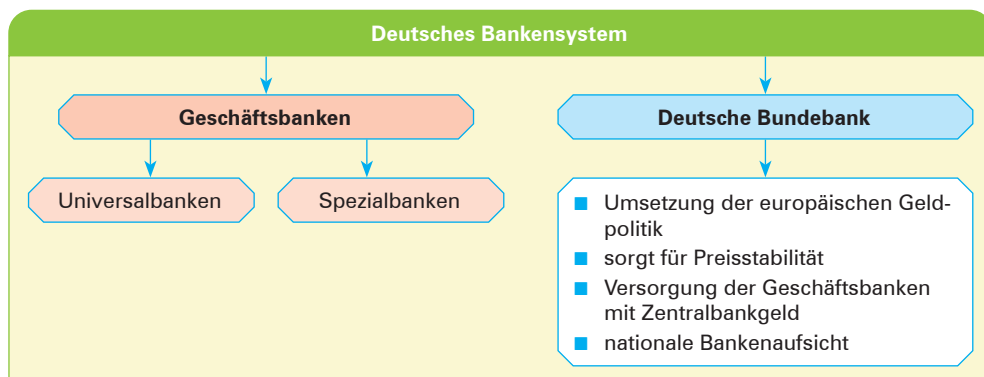 Deutsches Bankensystem
Geschäftsbanken
Deutsche Bundebank
Universalbanken
Spezialbanken
■ Umsetzung der europäischen Geld-
politik
■ sorgt für Preisstabilität
■ Versorgung der Geschäftsbanken
mit Zentralbankgeld
■ nationale Bankenaufsicht